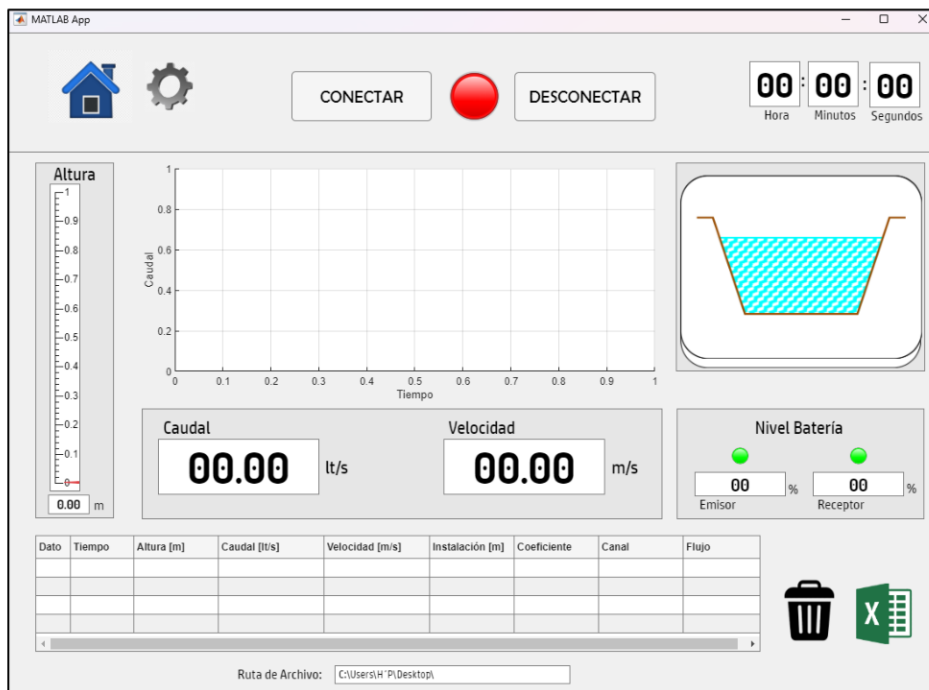 MATLAB App
CONECTAR
DESCONECTAR
00 : 00 : 00
Hora Minutos Segundos
Altura
1
0.9
0.8
0.7
0.6
0.5
0.4
0.3
0.2
0.1
0
0.00 m
Caudal
1
0.8
0.6
0.4
0.2
0
0 0.1 0.2 0.3 0.4 0.5 0.6 0.7 0.8 0.9 1
Tiempo
Caudal
00.00 lt/s
Velocidad
00.00 m/s
Nivel Batería
00 % 00 %
Emisor Receptor
Dato Tiempo Altura [m] Caudal [lt/s] Velocidad [m/s] Instalación [m] Coeficiente Canal Flujo
X
Ruta de Archivo: C:\Users\H´P\Desktop\